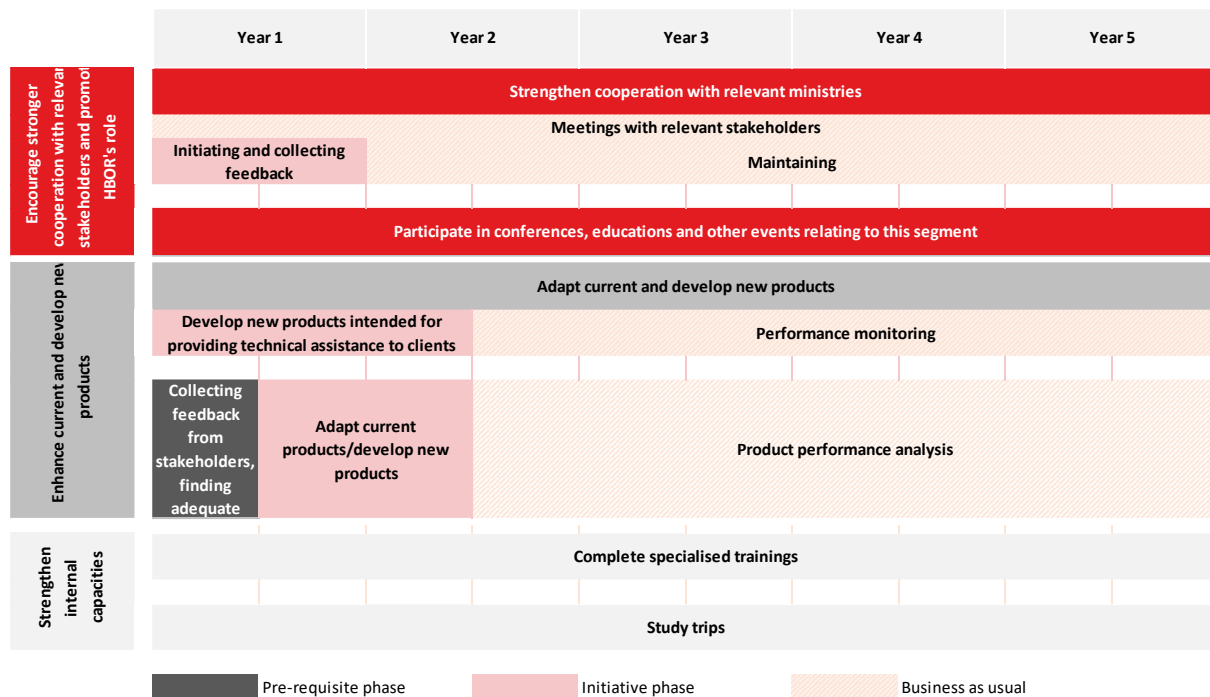 Year 1 Year 2 Year 3 Year 4 Year 5
Encourage stronger
cooperation with
stakeholders and
HBOR's role
Strengthen cooperation with relevant ministries
Meetings with relevant stakeholders
Initiating and collecting
feedback
Maintaining
Participate in conferences, educations and other events relating to this segment
Enhance current and develop
products
Adapt current and develop new products
Develop new products intended for
providing technical assistance to clients
Performance monitoring
Collecting
feedback
from
stakeholders,
finding
adequate
Adapt current
products/develop new
products
Product performance analysis
Strengthen
internal
capacities
Complete specialised trainings
Study trips
Pre-requisite phase Initiative phase Business as usual